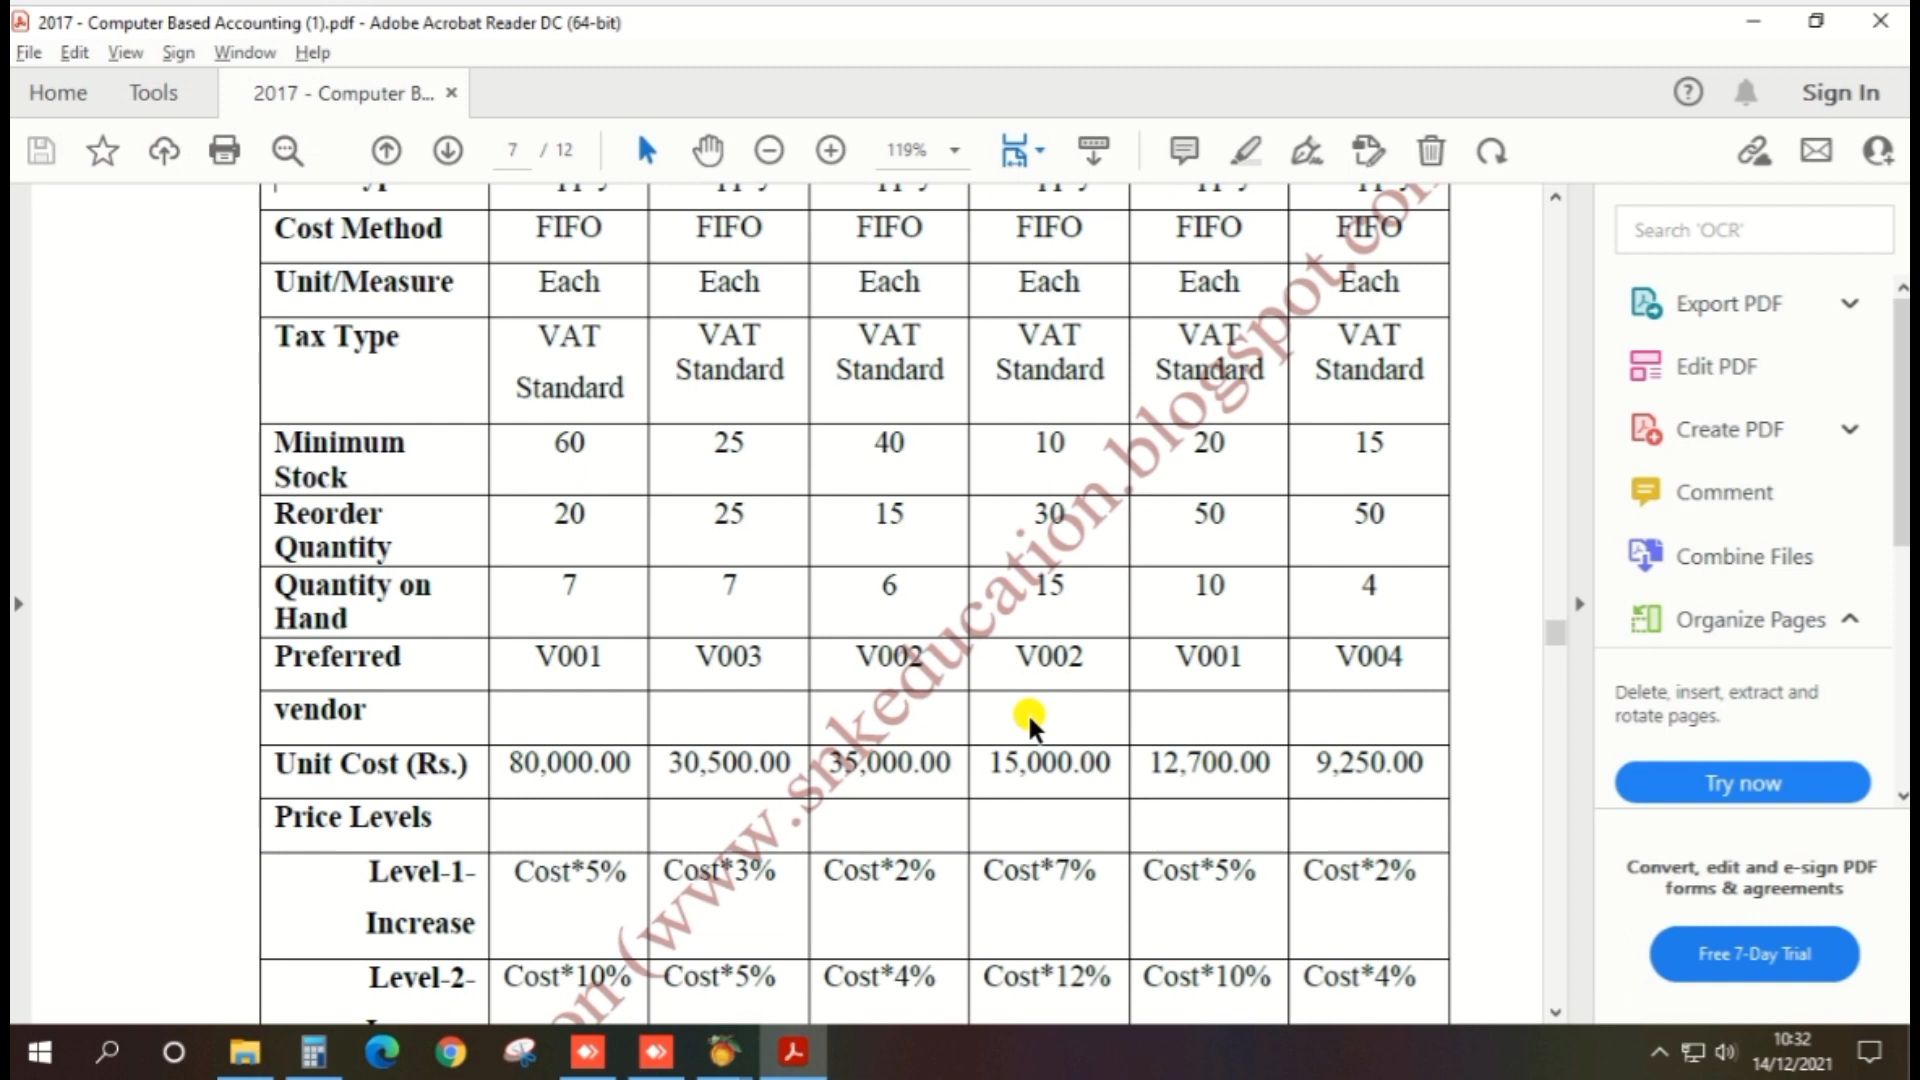 2017 - Computer Based Accounting (1).pdf - Adobe Acrobat Reader DC (64-bit)
File Edit View Sign Window Help
Home Tools 2017 - Computer B... × Sign In
7 / 12 119%
Cost Method FIFO FIFO FIFO FIFO FIFO FIFO
Unit/Measure Each Each Each Each Each Each
Tax Type VAT VAT VAT VAT VAT VAT
Standard Standard Standard Standard Standard Standard
Minimum 60 25 40 10 20 15
Stock
Reorder 20 25 15 30 50 50
Quantity
Quantity on 7 7 6 15 10 4
Hand
Preferred V001 V003 V002 V002 V001 V004
vendor
Unit Cost (Rs.) 80,000.00 30,500.00 35,000.00 15,000.00 12,700.00 9,250.00
Price Levels
Level-1- Cost*5% Cost*3% Cost*2% Cost*7% Cost*5% Cost*2%
Increase
Level-2- Cost*10% Cost*5% Cost*4% Cost*12% Cost*10% Cost*4%
on (www.snkeducation.blogspot.com
Search 'OCR'
Export PDF
Edit PDF
Create PDF
Comment
Combine Files
Organize Pages
Delete, insert, extract and
rotate pages.
Try now
Convert, edit and e-sign PDF
forms & agreements
Free 7-Day Trial
10:32
14/12/2021